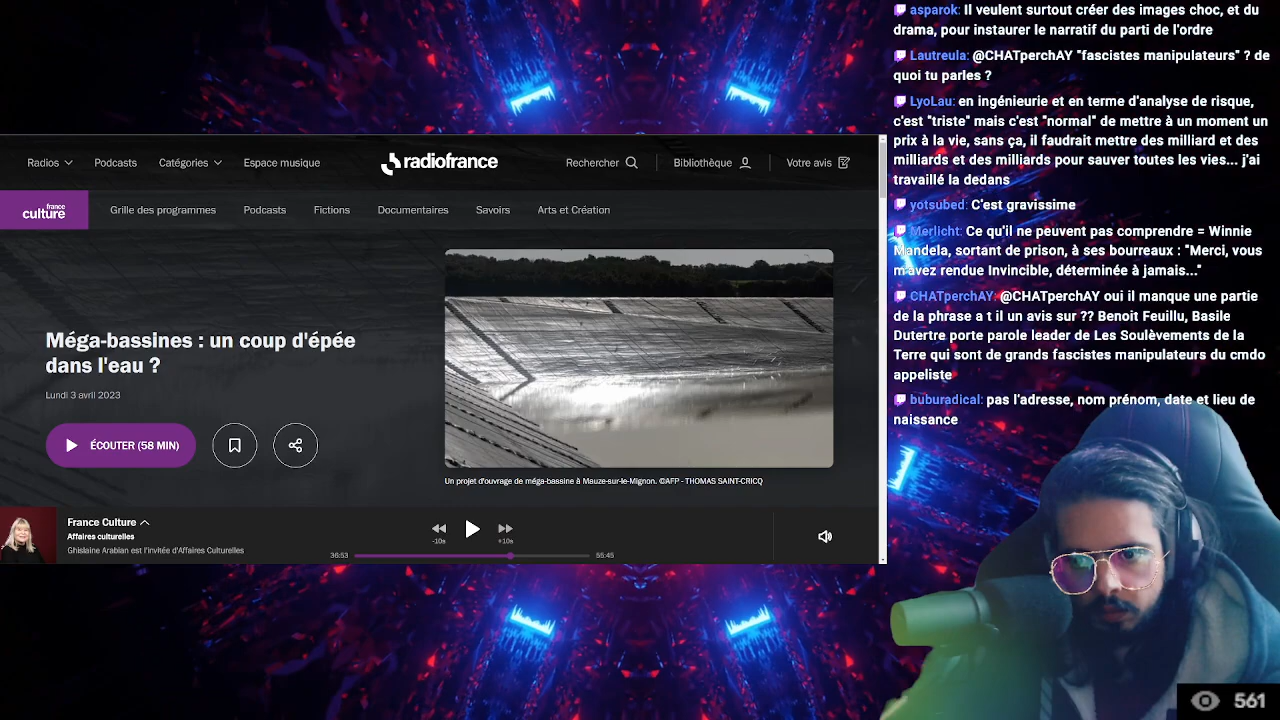 Radios
Podcasts
Catégories
Espace musique
radiofrance
Rechercher
Bibliothèque
Votre avis
france
culture
Grille des programmes
Podcasts
Fictions
Documentaires
Savoirs
Arts et Création
Méga-bassines : un coup d'épée
dans l'eau ?
Lundi 3 avril 2023
ÉCOUTER (58 MIN)
Un projet d'ouvrage de méga-bassine à Mauze-sur-le-Mignon. ©AFP - THOMAS SAINT-CRICQ
France Culture
Affaires culturelles
Ghislaine Arabian est l'invitée d'Affaires Culturelles
-10s
+10s
36:53
55:45
asparok: Il veulent surtout créer des images choc, et du
drama, pour instaurer le narratif du parti de l'ordre
Lautreula: @CHATperchAY "fascistes manipulateurs" ? de
quoi tu parles ?
LyoLau: en ingénieurie et en terme d'analyse de risque,
c'est "triste" mais c'est "normal" de mettre à un moment un
prix à la vie, sans ça, il faudrait mettre des milliard et des
milliards et des milliards pour sauver toutes les vies... j'ai
travaillé la dedans
yotsubed: C'est gravissime
Merlicht: Ce qu'il ne peuvent pas comprendre = Winnie
Mandela, sortant de prison, à ses bourreaux : "Merci, vous
m'avez rendue Invincible, déterminée à jamais..."
CHATperchAY: @CHATperchAY oui il manque une partie
de la phrase a t il un avis sur ?? Benoit Feuillu, Basile
Dutertre porte parole leader de Les Soulèvements de la
Terre qui sont de grands fascistes manipulateurs du cmdo
appeliste
buburadical: pas l'adresse, nom prénom, date et lieu de
naissance
561